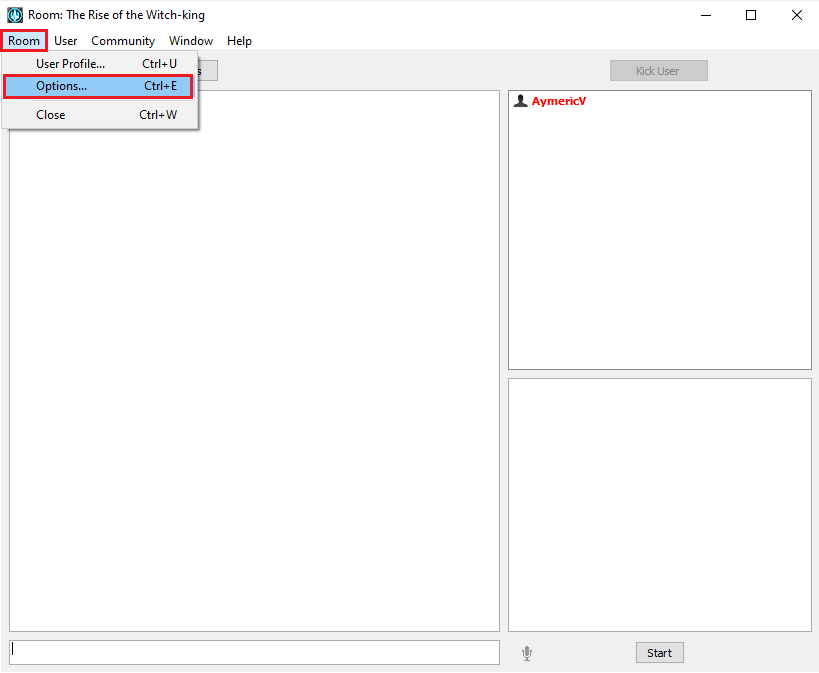 Room: The Rise of the Witch-king
Room User Community Window Help
User Profile... Ctrl+U
Kick User
Options... Ctrl+E
Close Ctrl+W
AymericV
Start